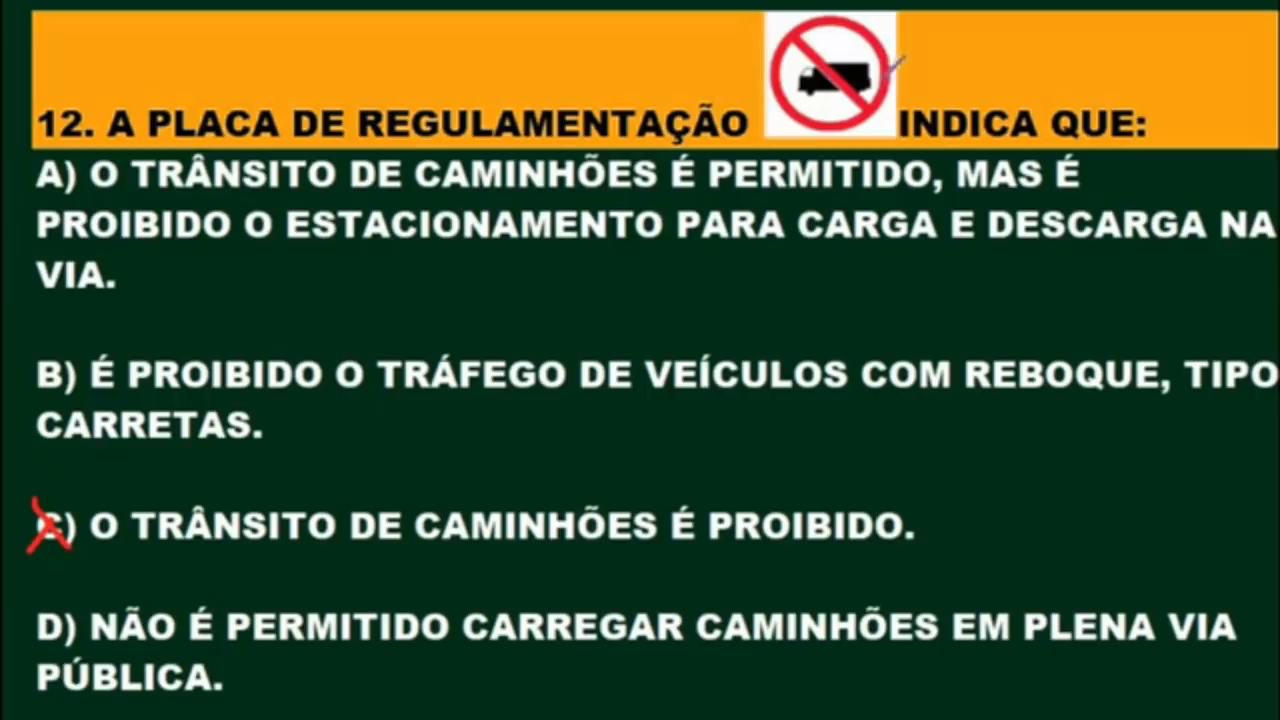 12. A PLACA DE REGULAMENTAÇÃO INDICA QUE:
A) O TRÂNSITO DE CAMINHÕES É PERMITIDO, MAS É
PROIBIDO O ESTACIONAMENTO PARA CARGA E DESCARGA NA
VIA.
B) É PROIBIDO O TRÁFEGO DE VEÍCULOS COM REBOQUE, TIPO
CARRETAS.
C) O TRÂNSITO DE CAMINHÕES É PROIBIDO.
D) NÃO É PERMITIDO CARREGAR CAMINHÕES EM PLENA VIA
PÚBLICA.